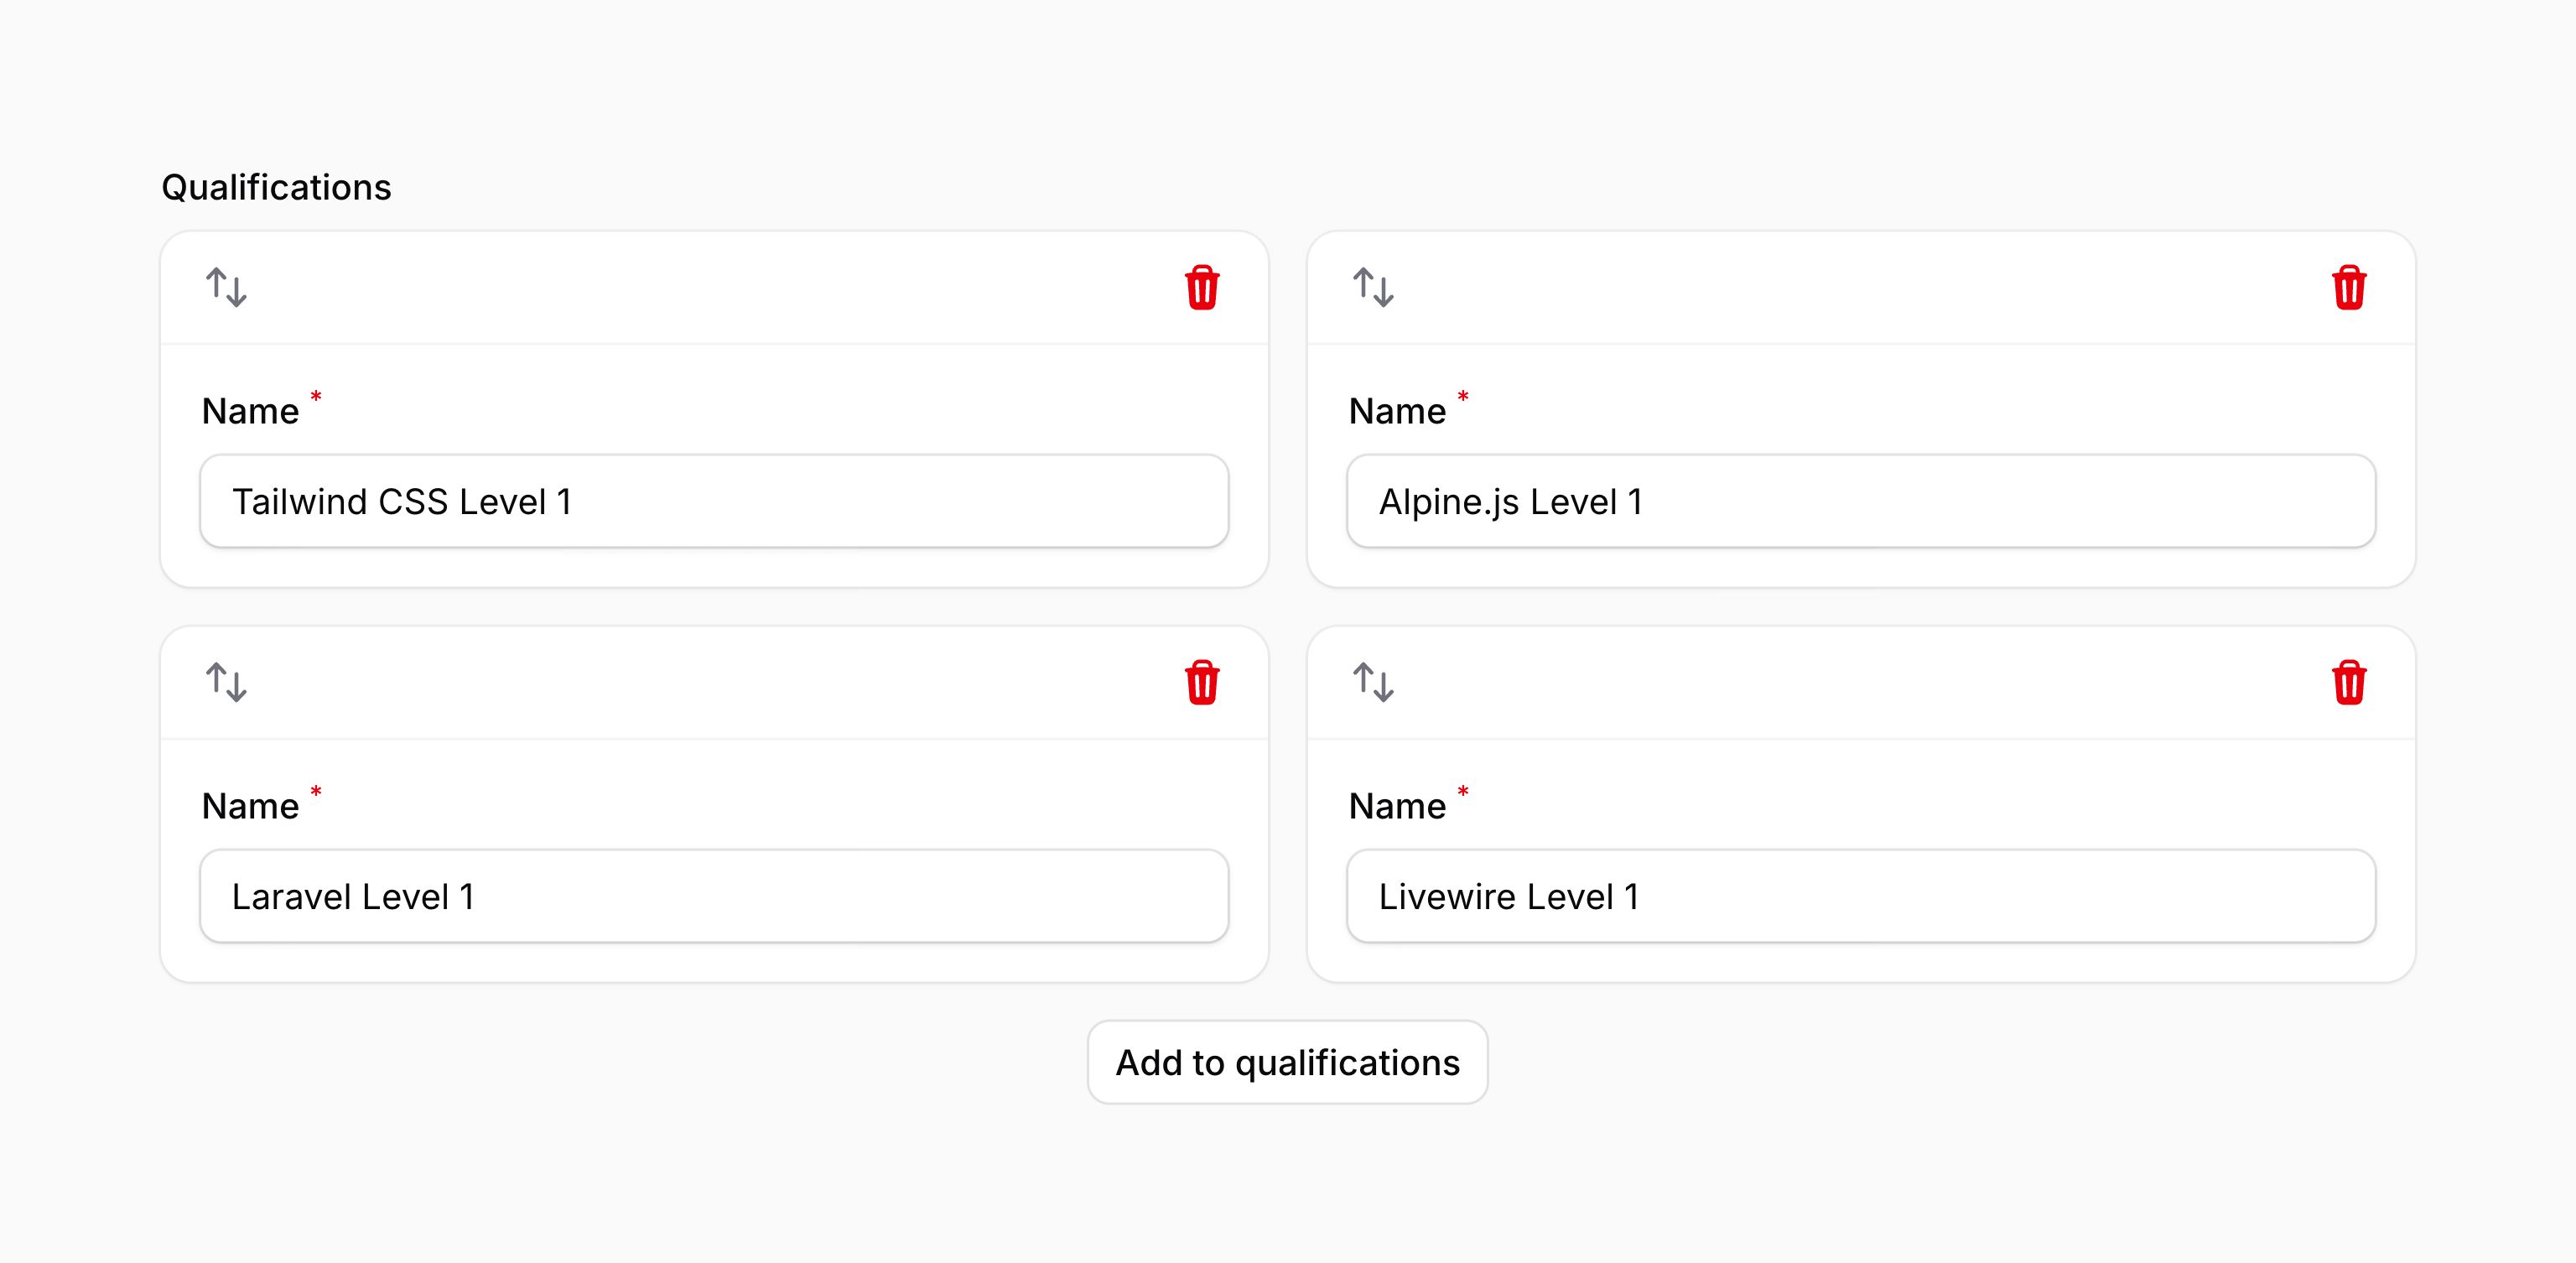 Qualifications
Name *
Tailwind CSS Level 1
Name *
Alpine.js Level 1
Name *
Laravel Level 1
Name *
Livewire Level 1
Add to qualifications